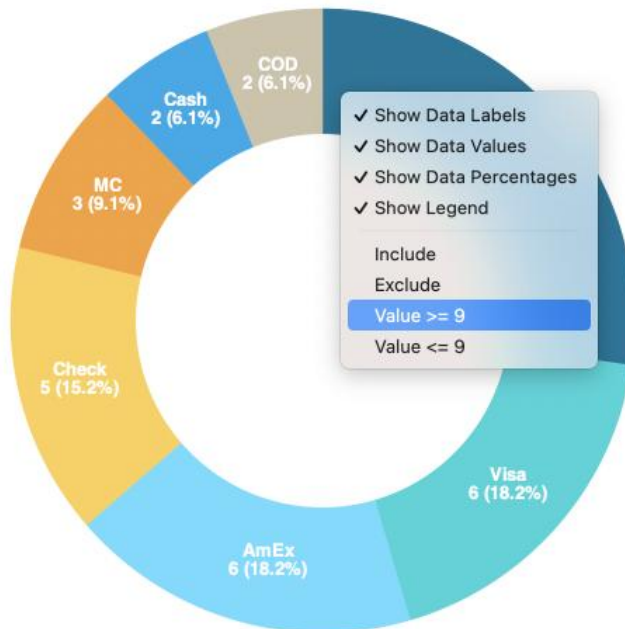 COD
2 (6.1%)
Cash
2 (6.1%)
MC
3 (9.1%)
✓ Show Data Labels
✓ Show Data Values
✓ Show Data Percentages
✓ Show Legend
Include
Exclude
Value >= 9
Value <= 9
Check
5 (15.2%)
Visa
6 (18.2%)
AmEx
6 (18.2%)